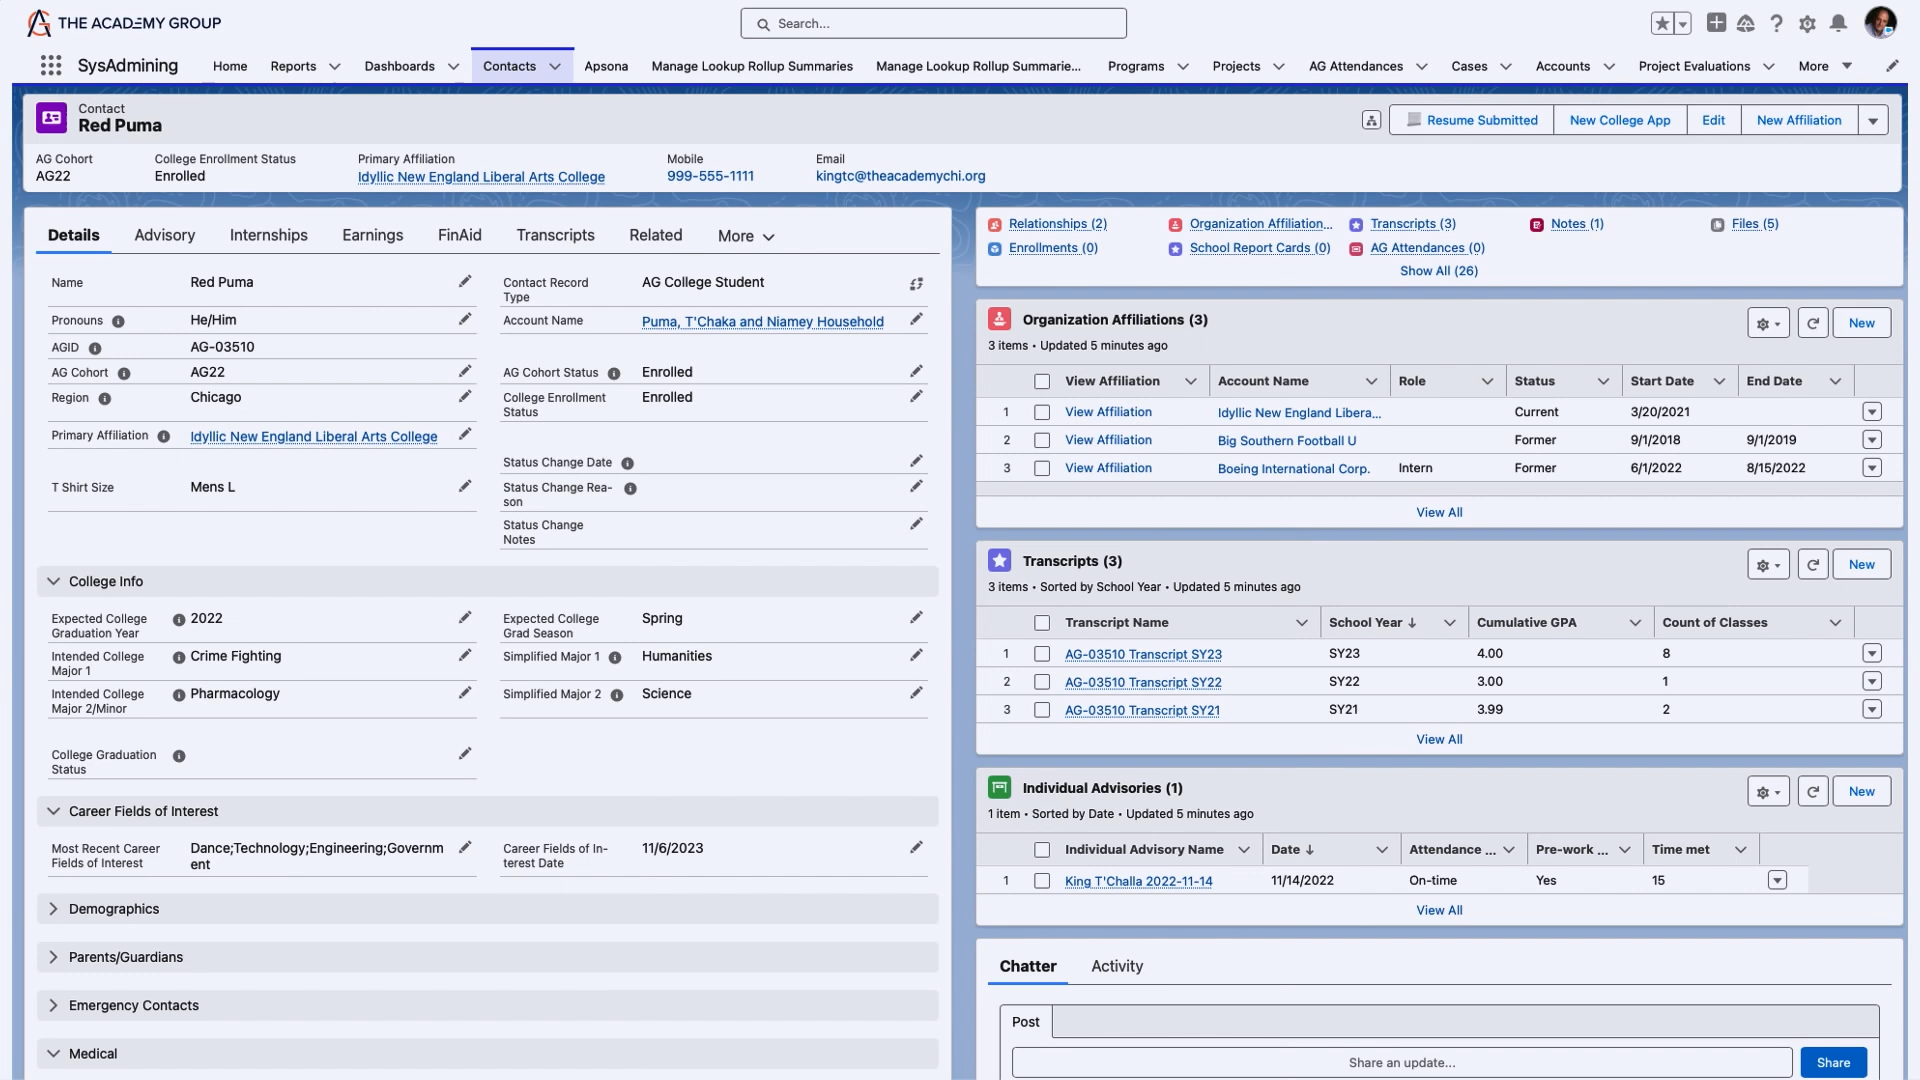 THE ACADEMY GROUP
Search...
SysAdmining
Home
Reports
Dashboards
Contacts
Apsona
Manage Lookup Rollup Summaries
Manage Lookup Rollup Summarie...
Programs
Projects
AG Attendances
Cases
Accounts
Project Evaluations
More
Contact
Red Puma
Resume Submitted
New College App
Edit
New Affiliation
AG Cohort
AG22
College Enrollment Status
Enrolled
Primary Affiliation
Idyllic New England Liberal Arts College
Mobile
999-555-1111
Email
kingtc@theacademychi.org
Details
Advisory
Internships
Earnings
FinAid
Transcripts
Related
More
Name
Red Puma
Contact Record
Type
AG College Student
Pronouns
He/Him
Account Name
Puma, T'Chaka and Niamey Household
AGID
AG-03510
AG Cohort
AG22
AG Cohort Status
Enrolled
Region
Chicago
College Enrollment
Status
Enrolled
Primary Affiliation
Idyllic New England Liberal Arts College
Status Change Date
T Shirt Size
Mens L
Status Change Rea-
son
Status Change
Notes
College Info
Expected College
Graduation Year
2022
Expected College
Grad Season
Spring
Intended College
Major 1
Crime Fighting
Simplified Major 1
Humanities
Intended College
Major 2/Minor
Pharmacology
Simplified Major 2
Science
College Graduation
Status
Career Fields of Interest
Most Recent Career
Fields of Interest
Dance;Technology;Engineering;Governm
ent
Career Fields of In-
terest Date
11/6/2023
Demographics
Parents/Guardians
Emergency Contacts
Medical
Relationships (2)
Organization Affiliation...
Transcripts (3)
Notes (1)
Files (5)
Enrollments (0)
School Report Cards (0)
AG Attendances (0)
Show All (26)
Organization Affiliations (3)
New
3 items • Updated 5 minutes ago
View Affiliation
Account Name
Role
Status
Start Date
End Date
1 View Affiliation Idyllic New England Libera... Current 3/20/2021
2 View Affiliation Big Southern Football U Former 9/1/2018 9/1/2019
3 View Affiliation Boeing International Corp. Intern Former 6/1/2022 8/15/2022
View All
Transcripts (3)
New
3 items • Sorted by School Year • Updated 5 minutes ago
Transcript Name
School Year
Cumulative GPA
Count of Classes
1 AG-03510 Transcript SY23 SY23 4.00 8
2 AG-03510 Transcript SY22 SY22 3.00 1
3 AG-03510 Transcript SY21 SY21 3.99 2
View All
Individual Advisories (1)
New
1 item • Sorted by Date • Updated 5 minutes ago
Individual Advisory Name
Date
Attendance ...
Pre-work ...
Time met
1 King T'Challa 2022-11-14 11/14/2022 On-time Yes 15
View All
Chatter
Activity
Post
Share an update...
Share